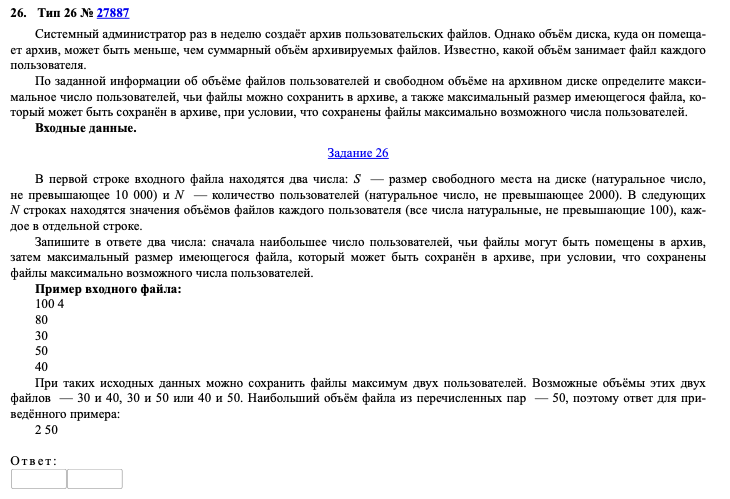 26. Тип 26 № 27887
Системный администратор раз в неделю создаёт архив пользовательских файлов. Однако объём диска, куда он помеща-
ет архив, может быть меньше, чем суммарный объём архивируемых файлов. Известно, какой объём занимает файл каждого
пользователя.
По заданной информации об объёме файлов пользователей и свободном объёме на архивном диске определите макси-
мальное число пользователей, чьи файлы можно сохранить в архиве, а также максимальный размер имеющегося файла, ко-
торый может быть сохранён в архиве, при условии, что сохранены файлы максимально возможного числа пользователей.
Входные данные.
Задание 26
В первой строке входного файла находятся два числа: S — размер свободного места на диске (натуральное число,
не превышающее 10 000) и N — количество пользователей (натуральное число, не превышающее 2000). В следующих
N строках находятся значения объёмов файлов каждого пользователя (все числа натуральные, не превышающие 100), каж-
дое в отдельной строке.
Запишите в ответе два числа: сначала наибольшее число пользователей, чьи файлы могут быть помещены в архив,
затем максимальный размер имеющегося файла, который может быть сохранён в архиве, при условии, что сохранены
файлы максимально возможного числа пользователей.
Пример входного файла:
100 4
80
30
50
40
При таких исходных данных можно сохранить файлы максимум двух пользователей. Возможные объёмы этих двух
файлов — 30 и 40, 30 и 50 или 40 и 50. Наибольший объём файла из перечисленных пар — 50, поэтому ответ для при-
ведённого примера:
2 50
Ответ: